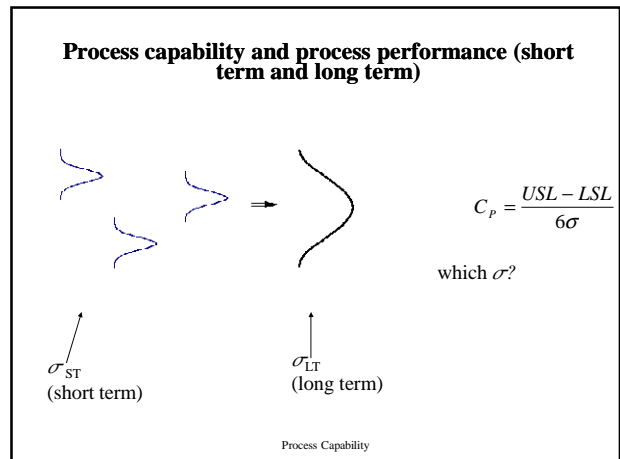 Process capability and process performance (short
term and long term)
C_P = \frac{USL - LSL}{6σ}
which σ?
σ_ST
(short term)
σ_LT
(long term)
Process Capability